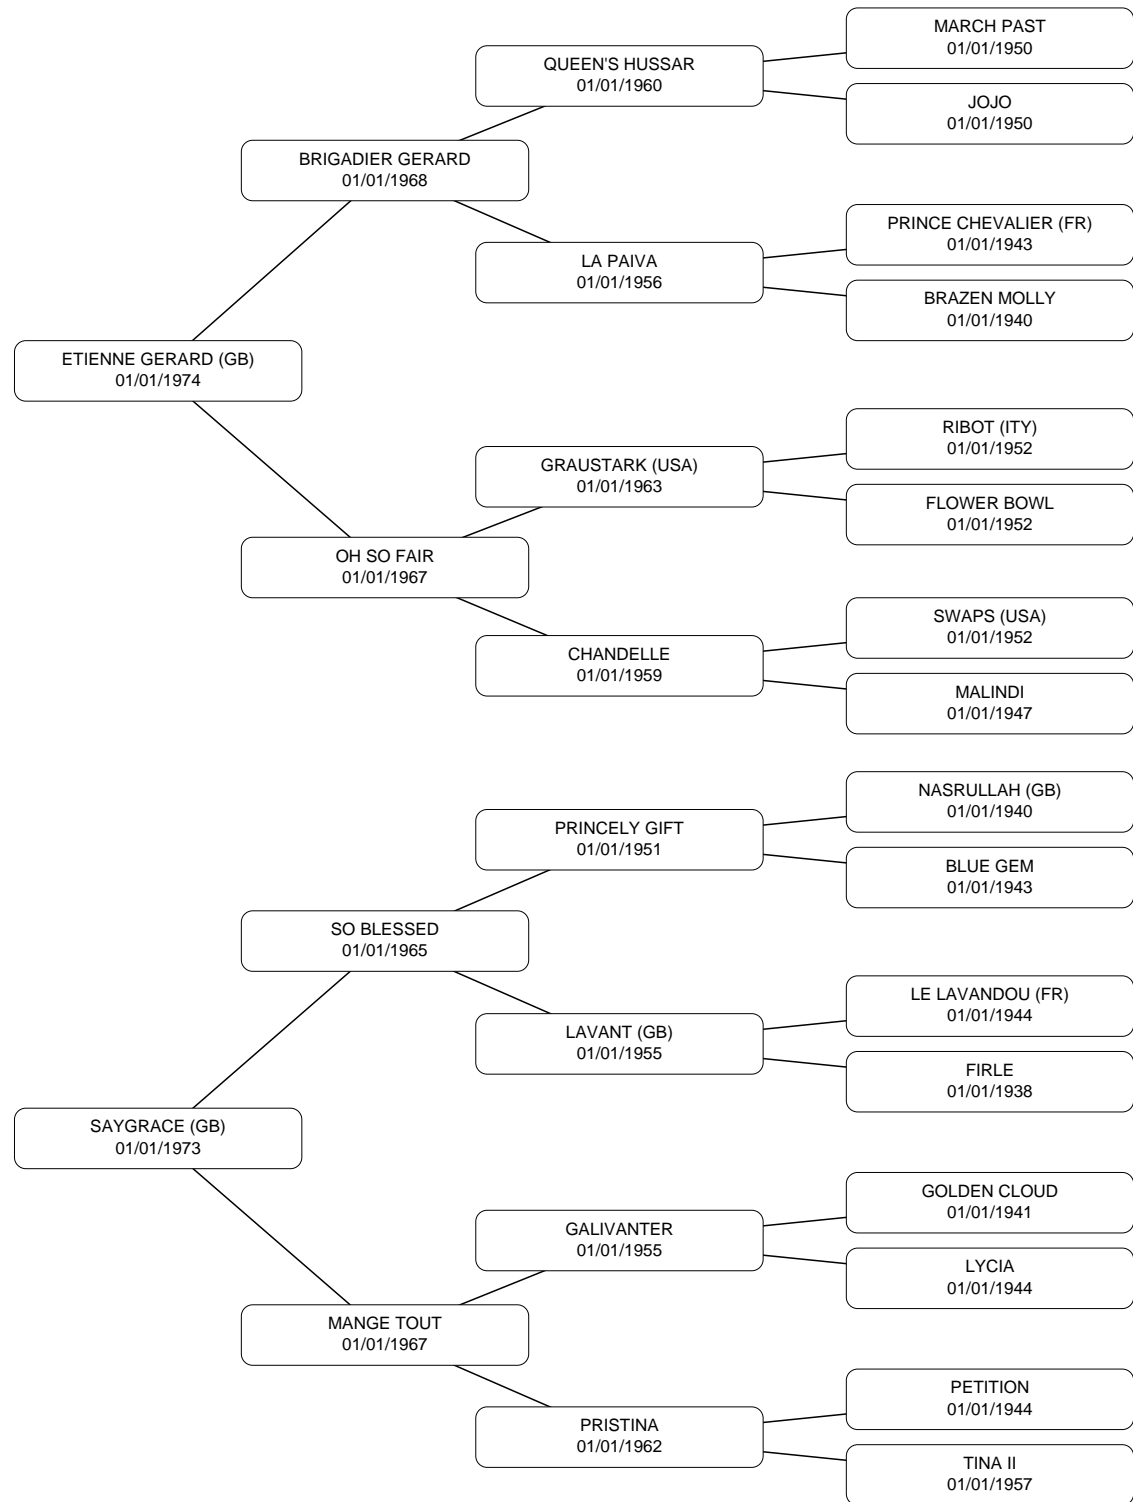 MARCH PAST
01/01/1950
QUEEN'S HUSSAR
01/01/1960
JOJO
01/01/1950
BRIGADIER GERARD
01/01/1968
PRINCE CHEVALIER (FR)
01/01/1943
LA PAIVA
01/01/1956
BRAZEN MOLLY
01/01/1940
ETIENNE GERARD (GB)
01/01/1974
RIBOT (ITY)
01/01/1952
GRAUSTARK (USA)
01/01/1963
FLOWER BOWL
01/01/1952
OH SO FAIR
01/01/1967
SWAPS (USA)
01/01/1952
CHANDELLE
01/01/1959
MALINDI
01/01/1947
NASRULLAH (GB)
01/01/1940
PRINCELY GIFT
01/01/1951
BLUE GEM
01/01/1943
SO BLESSED
01/01/1965
LE LAVANDOU (FR)
01/01/1944
LAVANT (GB)
01/01/1955
FIRLE
01/01/1938
SAYGRACE (GB)
01/01/1973
GOLDEN CLOUD
01/01/1941
GALIVANTER
01/01/1955
LYCIA
01/01/1944
MANGE TOUT
01/01/1967
PETITION
01/01/1944
PRISTINA
01/01/1962
TINA II
01/01/1957